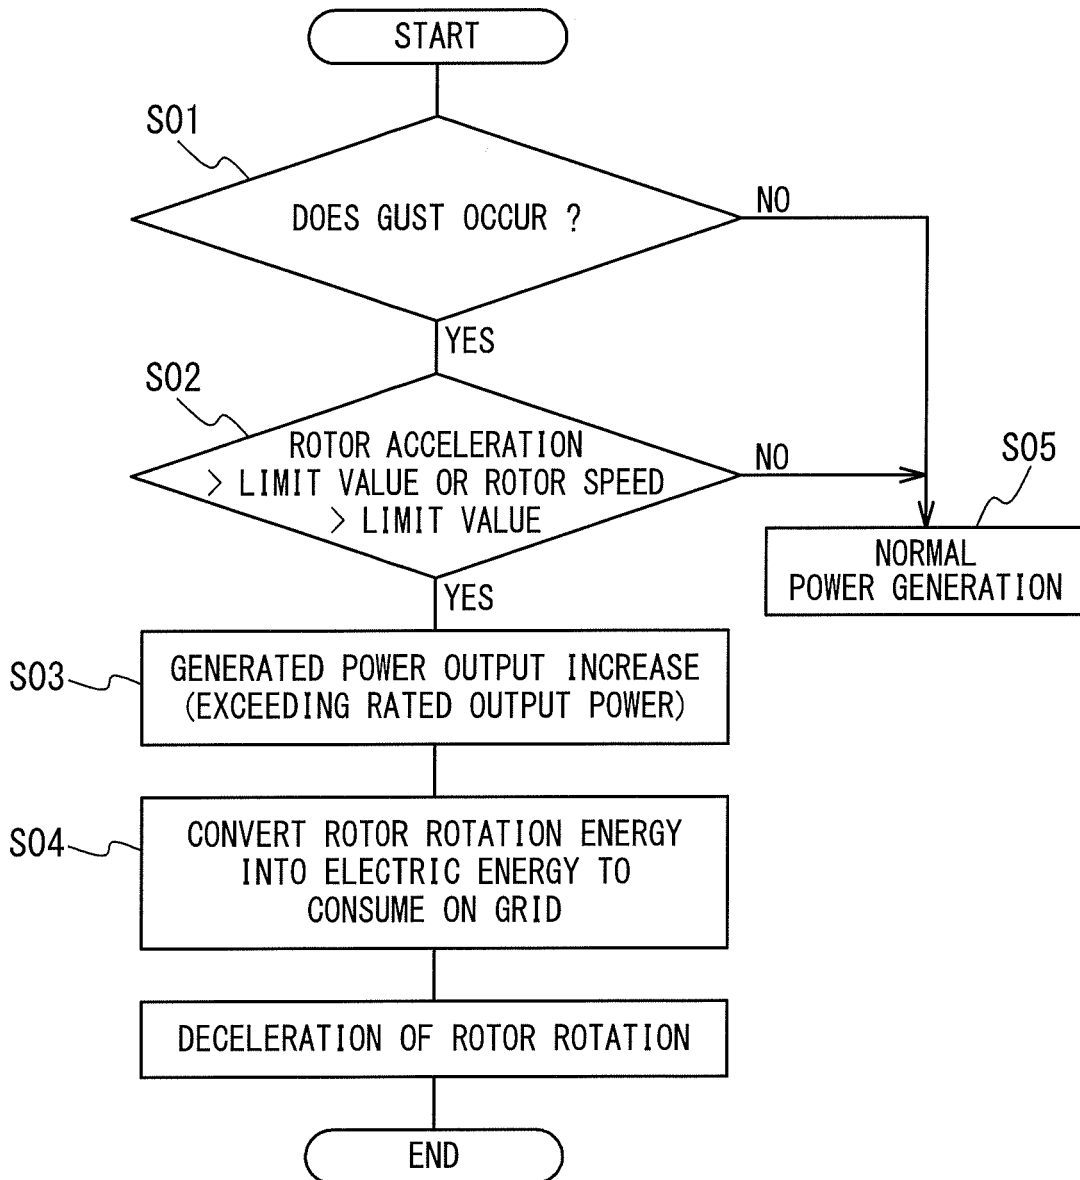 START
S01
DOES GUST OCCUR ?
NO
YES
S02
ROTOR ACCELERATION
> LIMIT VALUE OR ROTOR SPEED
> LIMIT VALUE
NO
YES
S05
NORMAL
POWER GENERATION
S03
GENERATED POWER OUTPUT INCREASE
(EXCEEDING RATED OUTPUT POWER)
S04
CONVERT ROTOR ROTATION ENERGY
INTO ELECTRIC ENERGY TO
CONSUME ON GRID
DECELERATION OF ROTOR ROTATION
END